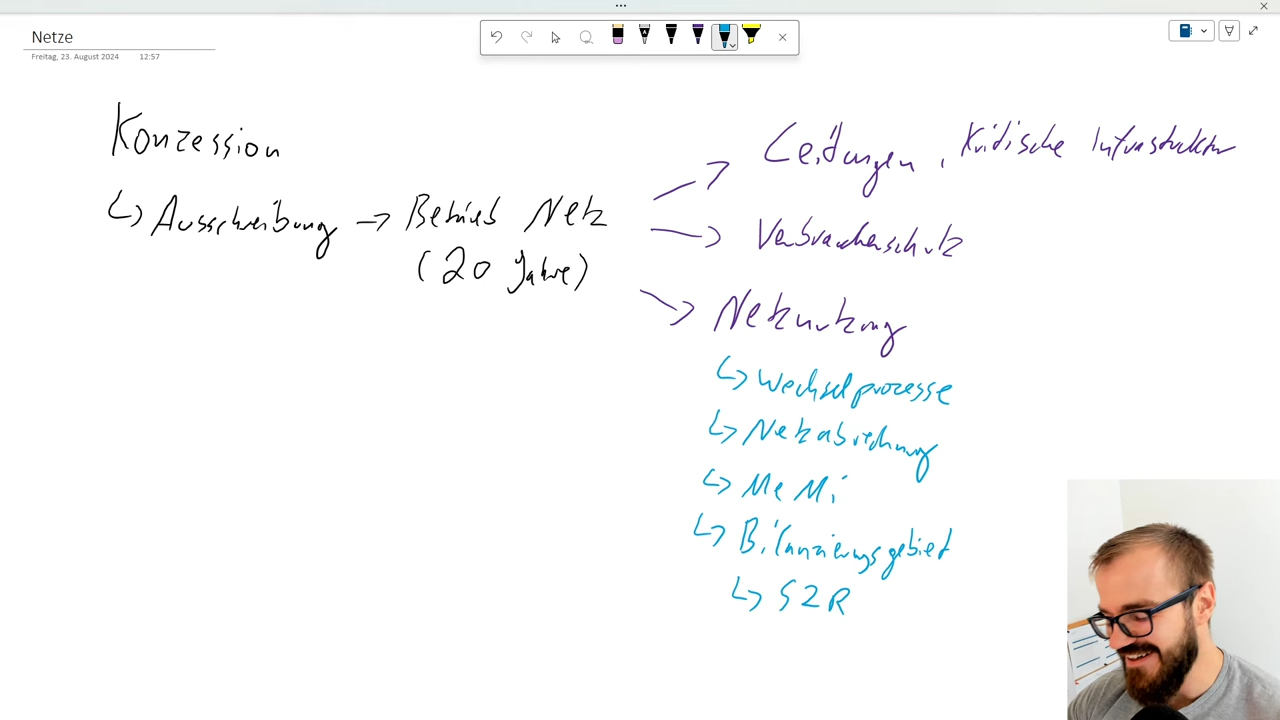 Netze
Freitag, 23. August 2024 12:57
Konzession
↳ Ausschreibung → Betrieb Netz
(20 Jahre)
→ Leitungen, Kritische Infrastruktur
→ Verbraucherschutz
→ Netznutzung
↳ Wechselprozesse
↳ Netzabrechnung
↳ MeMi
↳ Bilanzierungsgebiet
↳ SZR